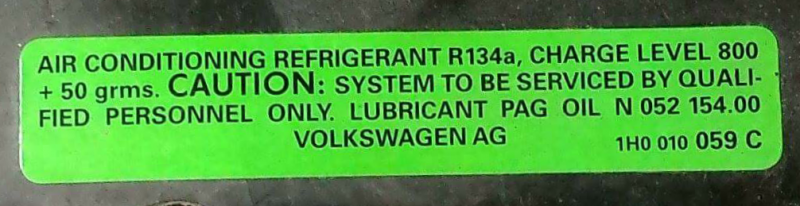 AIR CONDITIONING REFRIGERANT R134a, CHARGE LEVEL 800
+ 50 grms. CAUTION: SYSTEM TO BE SERVICED BY QUALI-
FIED PERSONNEL ONLY. LUBRICANT PAG OIL N 052 154.00
VOLKSWAGEN AG 1H0 010 059 C